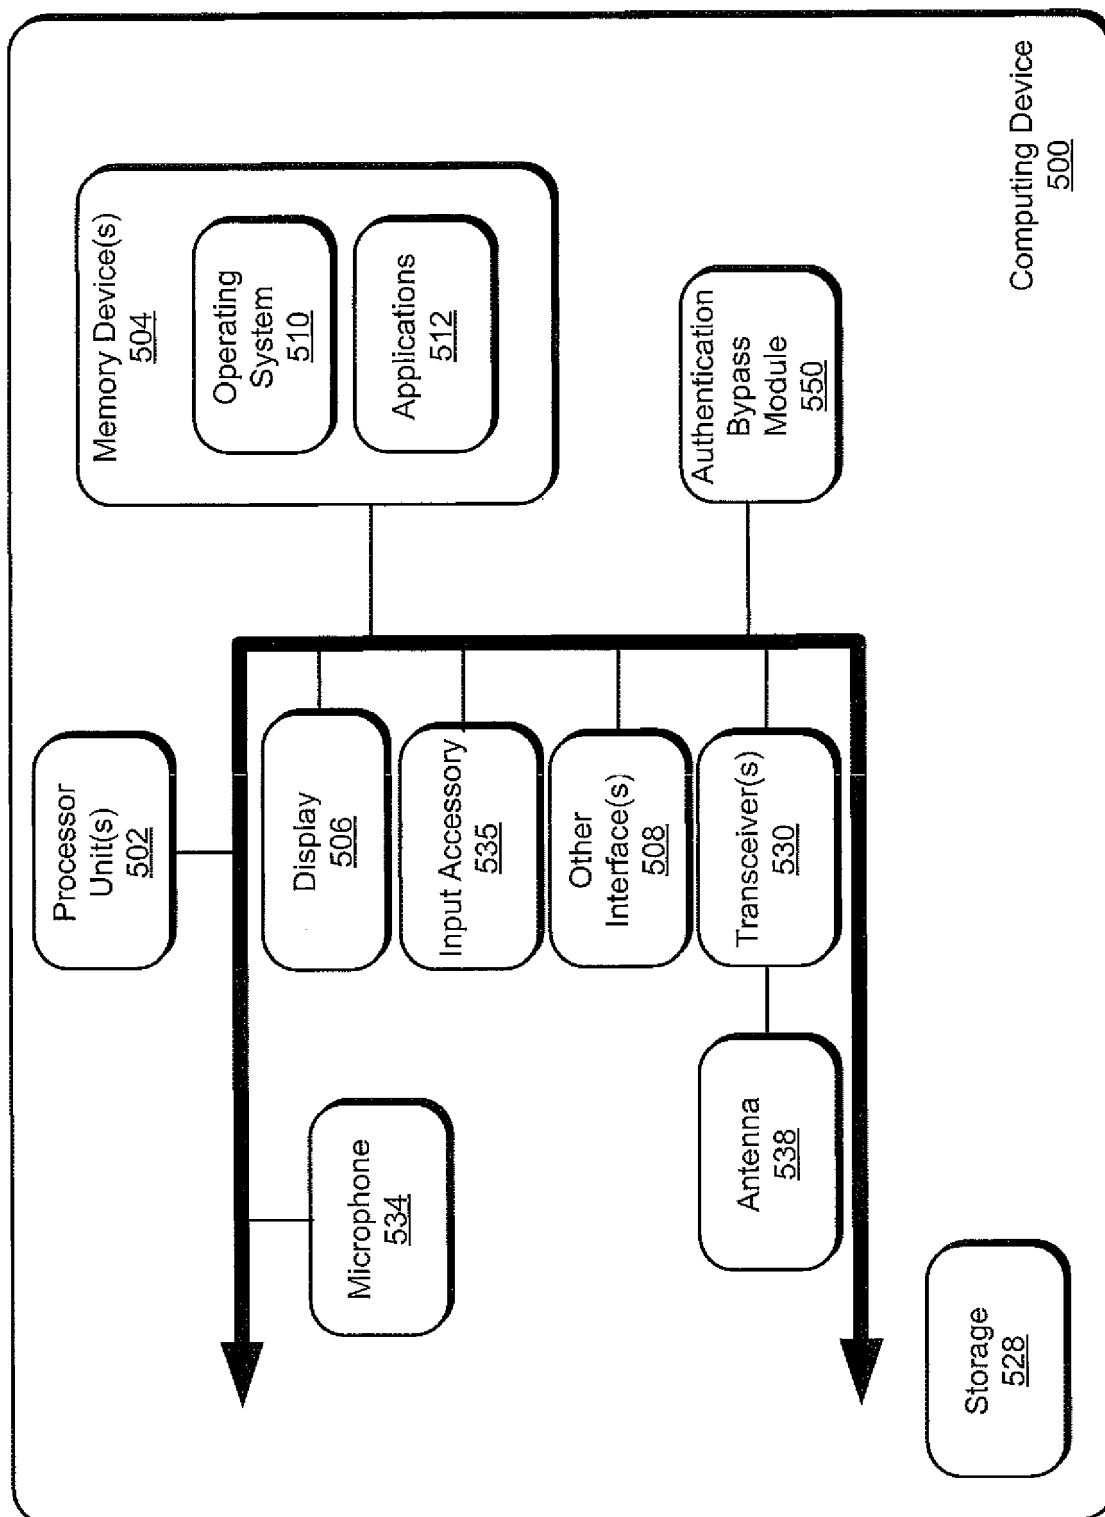 Processor
Unit(s)
502
Memory Device(s)
504
Operating
System
510
Applications
512
Microphone
534
Display
506
Input Accessory
535
Other
Interface(s)
508
Transceiver(s)
530
Antenna
538
Authentication
Bypass
Module
550
Storage
528
Computing Device
500